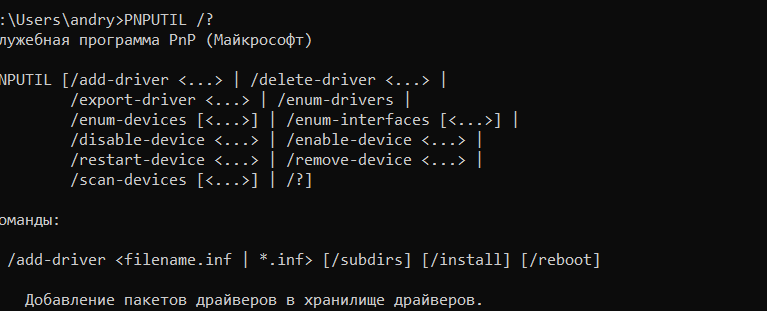 :\Users\andry>PNPUTIL /?
лужебная программа PnP (Майкрософт)
NPUTIL [/add-driver <...> | /delete-driver <...> |
/export-driver <...> | /enum-drivers |
/enum-devices [<...>] | /enum-interfaces [<...>] |
/disable-device <...> | /enable-device <...> |
/restart-device <...> | /remove-device <...> |
/scan-devices [<...>] | /?]
оманды:
/add-driver <filename.inf | *.inf> [/subdirs] [/install] [/reboot]
Добавление пакетов драйверов в хранилище драйверов.